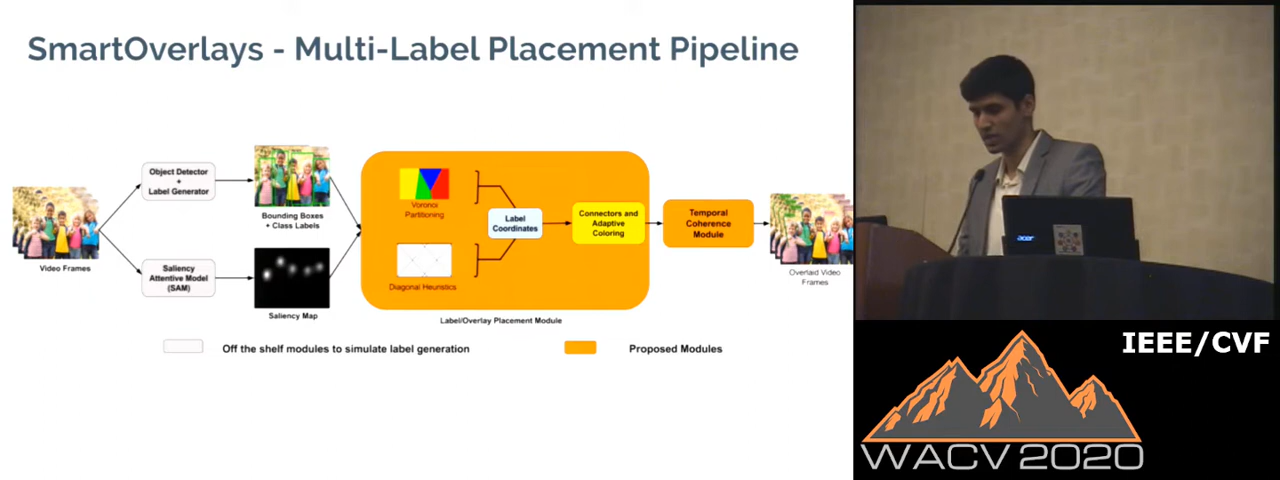 SmartOverlays - Multi-Label Placement Pipeline
Video Frames
Object Detector
+
Label Generator
Bounding Boxes
+ Class Labels
Saliency
Attentive Model
(SAM)
Saliency Map
Voronoi
Partitioning
Diagonal Heuristics
Label
Coordinates
Connectors and
Adaptive
Coloring
Label/Overlay Placement Module
Temporal
Coherence
Module
Overlaid Video
Frames
Off the shelf modules to simulate label generation
Proposed Modules
acer
IEEE/CVF
WACV 2020